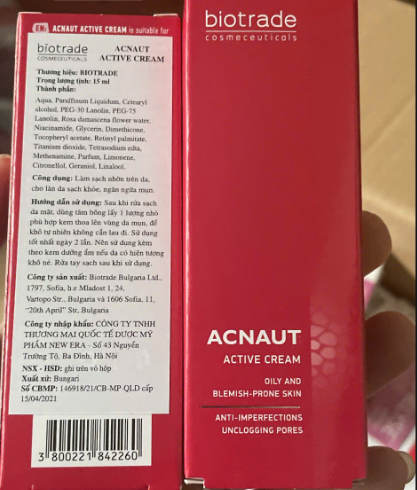 EN ACNAUT ACTIVE CREAM is suitable for
biotrade
cosmeceuticals
ACNAUT
ACTIVE CREAM
Thương hiệu: BIOTRADE
Trọng lượng tịnh: 15 ml
Thành phần:
Aqua, Paraffinum Liquidum, Cetearyl
alcohol, PEG-30 Lanolin, PEG-75
Lanolin, Rosa damascena flower water,
Niacinamide, Glycerin, Dimethicone,
Tocopheryl acetate, Retinyl palmitate,
Titanium dioxide, Tetrasodium edta,
Methenamine, Parfum, Limonene,
Citronellol, Geraniol, Linalool.
Công dụng: Làm sạch nhờn trên da,
cho làn da sạch khỏe, ngăn ngừa mụn.
Hướng dẫn sử dụng: Sau khi rửa sạch
da mặt, dùng tăm bông lấy 1 lượng nhỏ
phù hợp kem thoa lên vùng da mụn, để
khô tự nhiên không cần lau đi. Sử dụng
tốt nhất ngày 2 lần. Nên sử dụng kèm
theo kem dưỡng ẩm nếu da có hiện tượng
khô nẻ. Rửa tay sạch sau khi sử dụng.
Công ty sản xuất: Biotrade Bulgaria Ltd.,
1797, Sofia, h.e Mladost 1, 24,
Vartopo Str., Bulgaria và 1606 Sofia, 11,
"20th April" Str, Bulgaria
Công ty nhập khẩu: CÔNG TY TNHH
THƯƠNG MẠI QUỐC TẾ DƯỢC MỸ
PHẨM NEW ERA - Số 43 Nguyễn
Trường Tộ, Ba Đình, Hà Nội
NSX - HSD: ghi trên vỏ hộp
Xuất xứ: Bungari
Số CBMP: 146918/21/CB-MP QLD cấp
15/04/2021
3 800221 842260
biotrade
cosmeceuticals
ACNAUT
ACTIVE CREAM
OILY AND
BLEMISH-PRONE SKIN
ANTI-IMPERFECTIONS
UNCLOGGING PORES